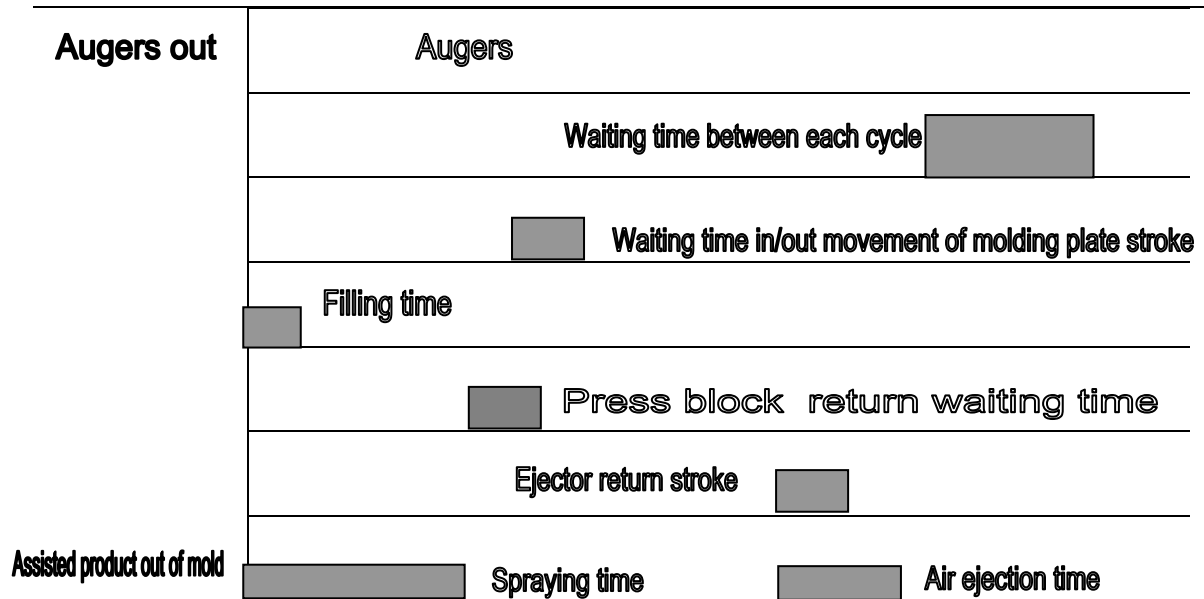 Augers out
Augers
Waiting time between each cycle
Waiting time in/out movement of molding plate stroke
Filling time
Press block return waiting time
Ejector return stroke
Assisted product out of mold
Spraying time
Air ejection time